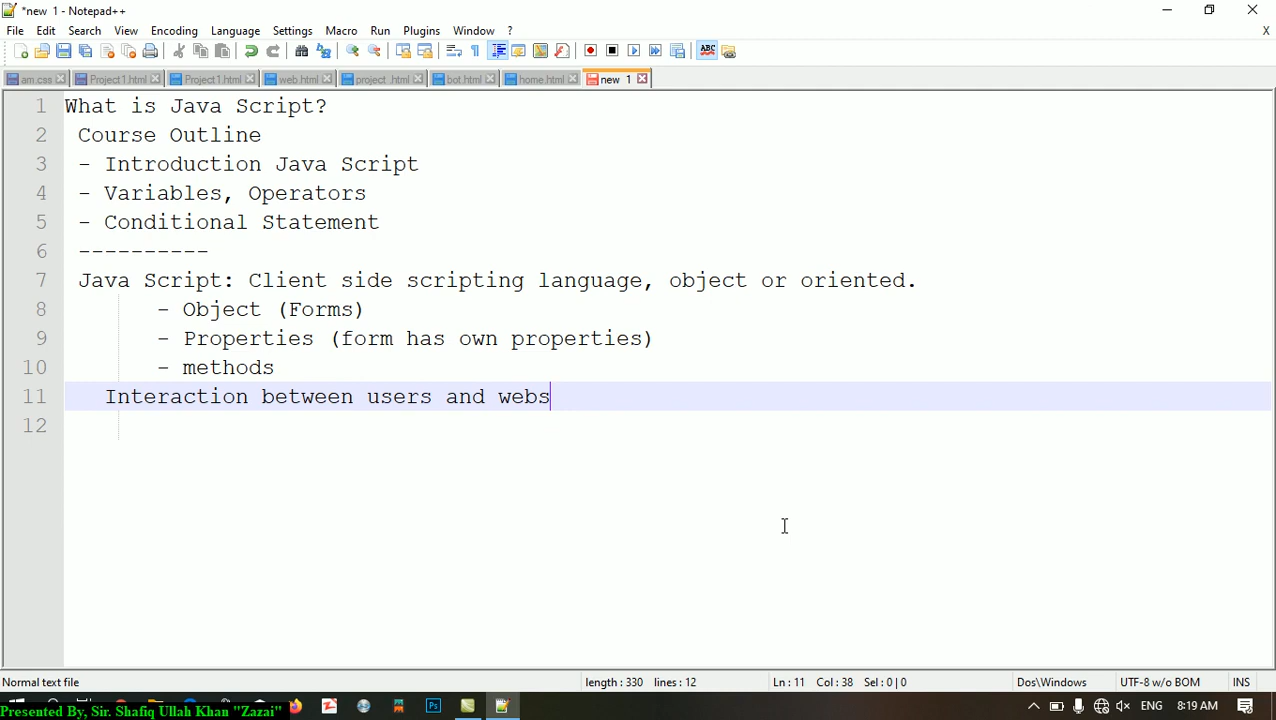 *new 1 - Notepad++
File Edit Search View Encoding Language Settings Macro Run Plugins Window ? X
am.css Project1.html Project1.html web.html project .html bot.html home.html new 1
1 What is Java Script?
2 Course Outline
3 - Introduction Java Script
4 - Variables, Operators
5 - Conditional Statement
6 ----------
7 Java Script: Client side scripting language, object or oriented.
8 - Object (Forms)
9 - Properties (form has own properties)
10 - methods
11 Interaction between users and webs
12
Normal text file length : 330 lines : 12 Ln : 11 Col : 38 Sel : 0 | 0 Dos\Windows UTF-8 w/o BOM INS
Ps ENG 8:19 AM
Presented By, Sir. Shafiq Ullah Khan "Zazai"